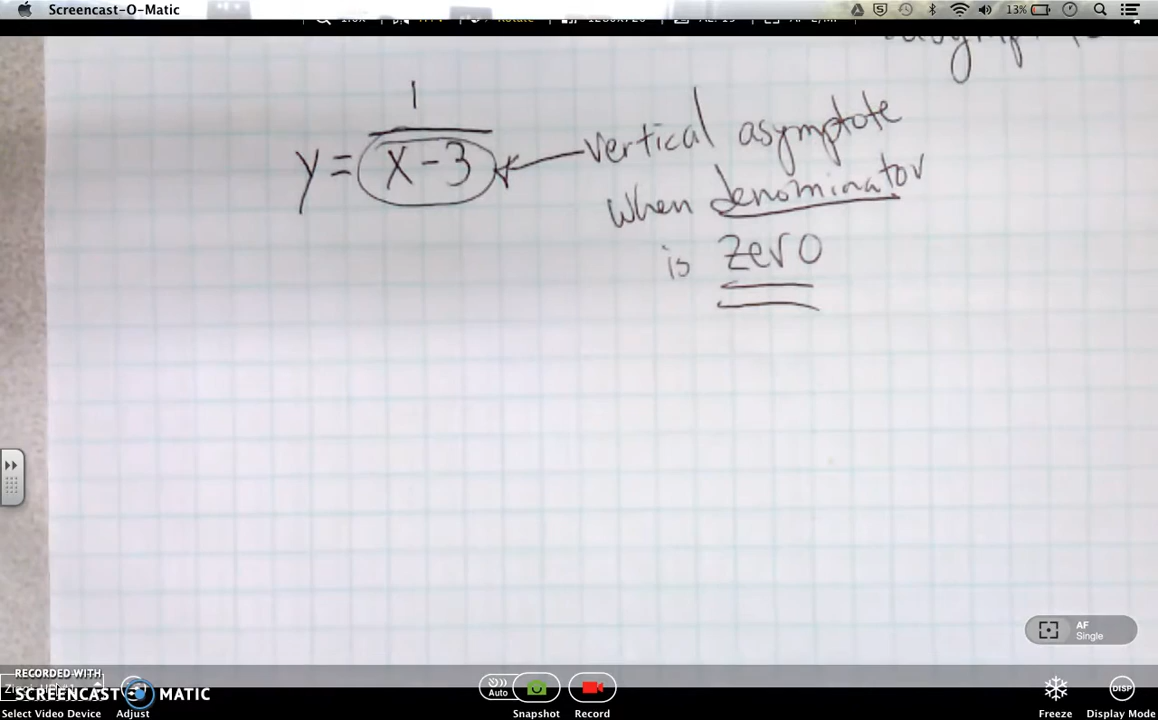 Screencast-O-Matic
13%
1
y = x - 3
vertical asymptote
when denominator
is zero
AF
Single
RECORDED WITH
SCREENCAST MATIC
Auto
Select Video Device
Adjust
Snapshot
Record
Freeze
DISP
Display Mode